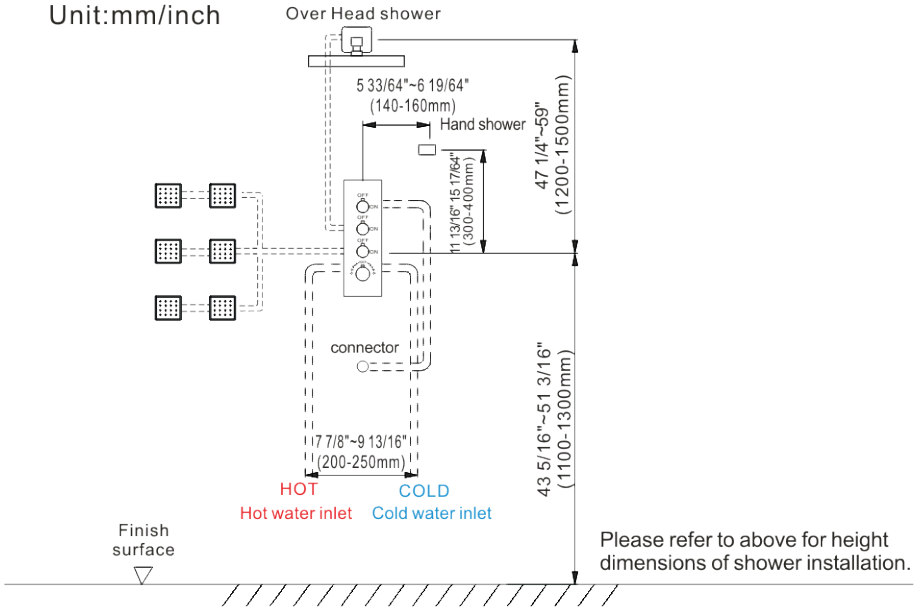 Unit:mm/inch
Over Head shower
5 33/64"~6 19/64"
(140-160mm)
Hand shower
47 1/4"~59"
(1200-1500mm)
11 13/16" 15 17/64"
(300-400mm)
OFF
ON
OFF
ON
OFF
ON
connector
43 5/16"~51 3/16"
(1100-1300mm)
7 7/8"~9 13/16"
(200-250mm)
HOT
COLD
Hot water inlet
Cold water inlet
Finish
surface
Please refer to above for height
dimensions of shower installation.